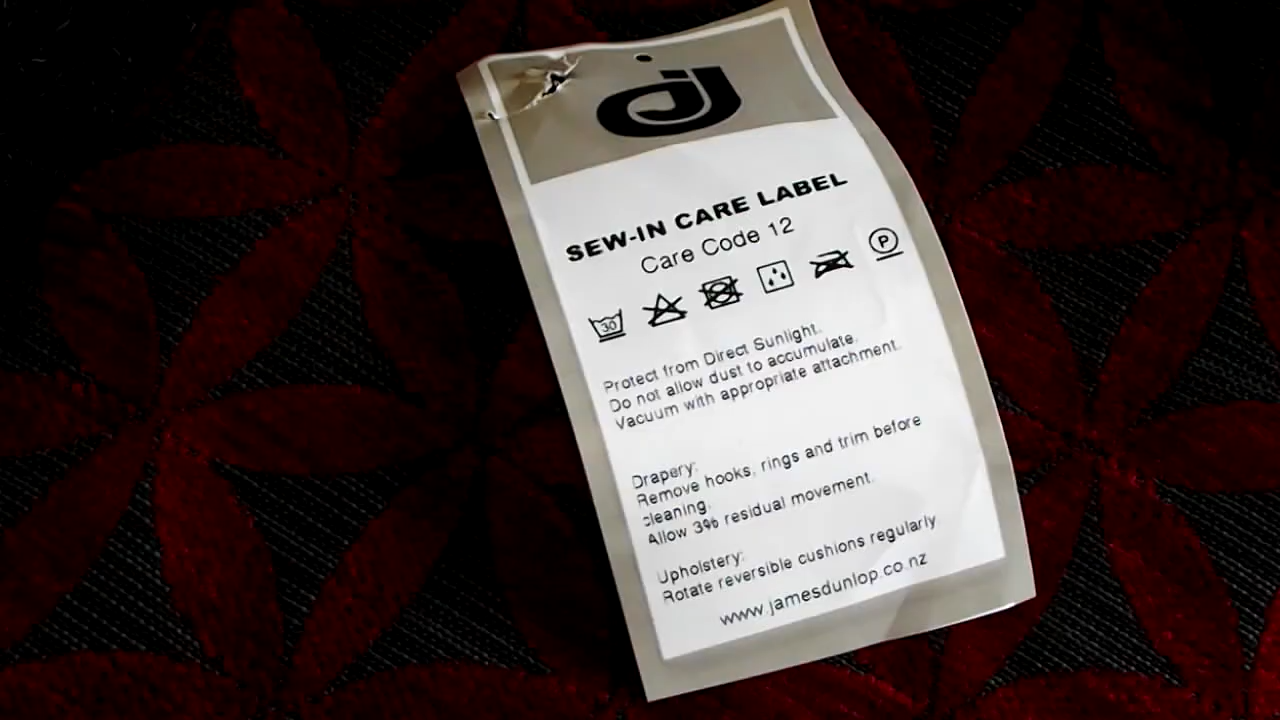 SEW-IN CARE LABEL
Care Code 12
30
P
Protect from Direct Sunlight.
Do not allow dust to accumulate.
Vacuum with appropriate attachment.
Drapery:
Remove hooks, rings and trim before
cleaning.
Allow 3% residual movement.
Upholstery:
Rotate reversible cushions regularly
www.jamesdunlop.co.nz